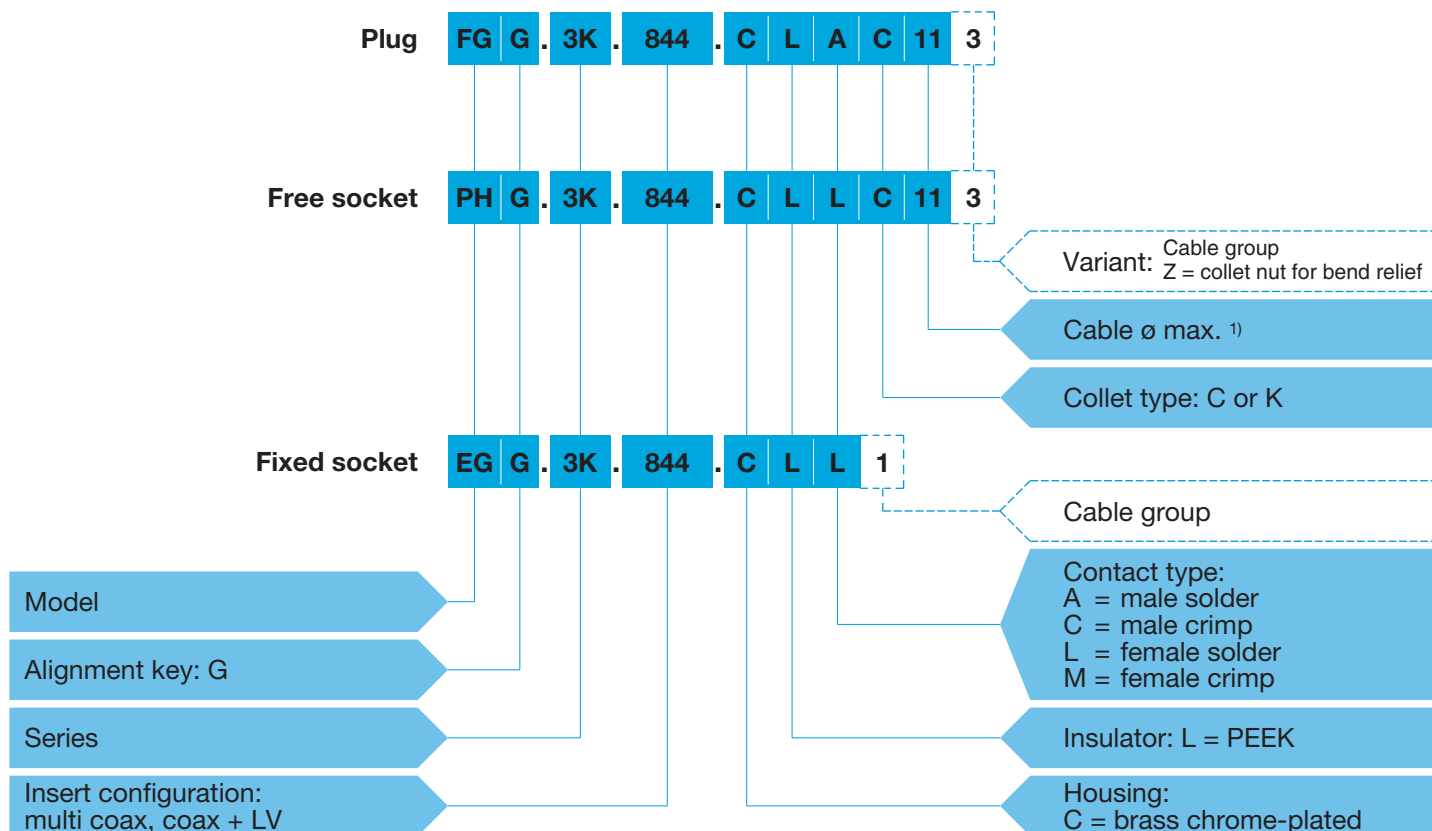 Plug FG G . 3K . 844 . C L A C 11 3
Free socket PH G . 3K . 844 . C L L C 11 3
Variant: Cable group
Z = collet nut for bend relief
Cable ø max. 1)
Collet type: C or K
Fixed socket EG G . 3K . 844 . C L L 1
Cable group
Contact type:
A = male solder
C = male crimp
L = female solder
M = female crimp
Model
Alignment key: G
Series
Insulator: L = PEEK
Insert configuration:
multi coax, coax + LV
Housing:
C = brass chrome-plated